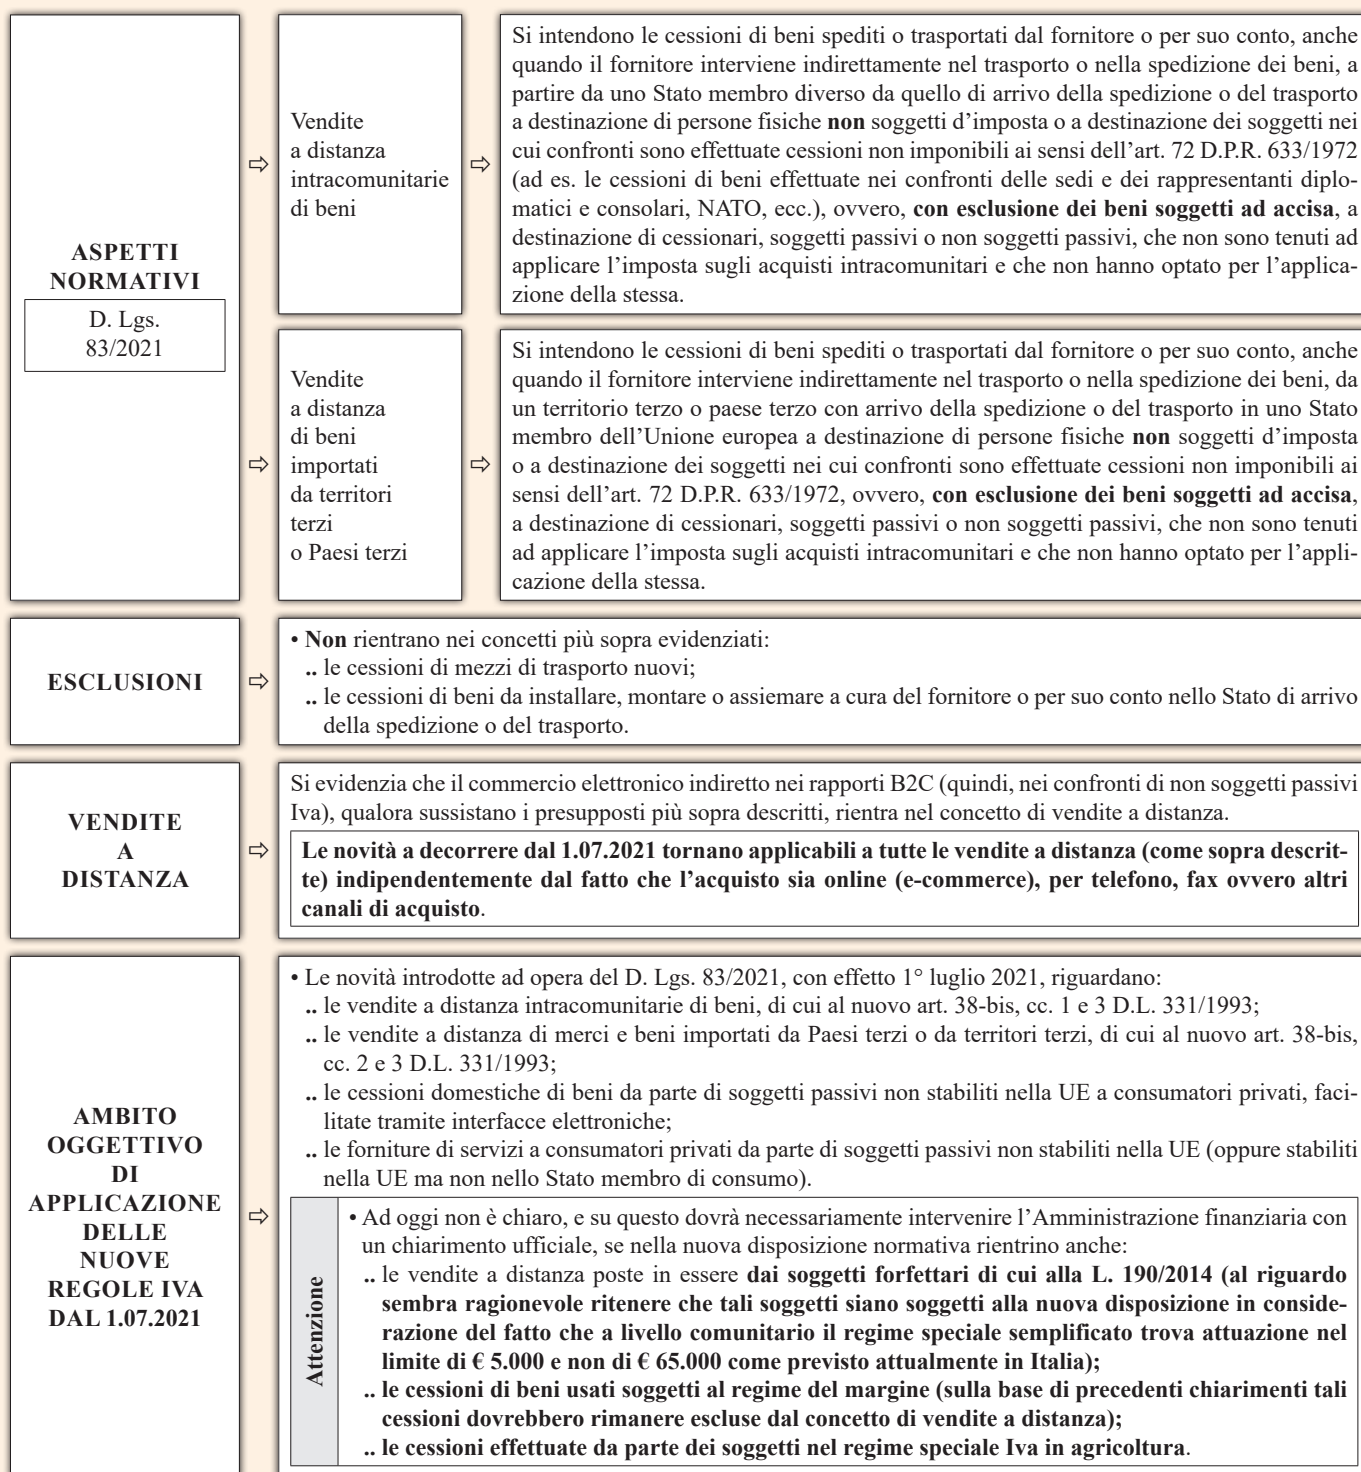 ASPETTI
NORMATIVI
D. Lgs.
83/2021
⇨
Vendite
a distanza
intracomunitarie
di beni
⇨
Si intendono le cessioni di beni spediti o trasportati dal fornitore o per suo conto, anche
quando il fornitore interviene indirettamente nel trasporto o nella spedizione dei beni, a
partire da uno Stato membro diverso da quello di arrivo della spedizione o del trasporto
a destinazione di persone fisiche non soggetti d’imposta o a destinazione dei soggetti nei
cui confronti sono effettuate cessioni non imponibili ai sensi dell’art. 72 D.P.R. 633/1972
(ad es. le cessioni di beni effettuate nei confronti delle sedi e dei rappresentanti diplo-
matici e consolari, NATO, ecc.), ovvero, con esclusione dei beni soggetti ad accisa, a
destinazione di cessionari, soggetti passivi o non soggetti passivi, che non sono tenuti ad
applicare l’imposta sugli acquisti intracomunitari e che non hanno optato per l’applica-
zione della stessa.
⇨
Vendite
a distanza
di beni
importati
da territori
terzi
o Paesi terzi
⇨
Si intendono le cessioni di beni spediti o trasportati dal fornitore o per suo conto, anche
quando il fornitore interviene indirettamente nel trasporto o nella spedizione dei beni, da
un territorio terzo o paese terzo con arrivo della spedizione o del trasporto in uno Stato
membro dell’Unione europea a destinazione di persone fisiche non soggetti d’imposta
o a destinazione dei soggetti nei cui confronti sono effettuate cessioni non imponibili ai
sensi dell’art. 72 D.P.R. 633/1972, ovvero, con esclusione dei beni soggetti ad accisa,
a destinazione di cessionari, soggetti passivi o non soggetti passivi, che non sono tenuti
ad applicare l’imposta sugli acquisti intracomunitari e che non hanno optato per l’appli-
cazione della stessa.
ESCLUSIONI
⇨
• Non rientrano nei concetti più sopra evidenziati:
.. le cessioni di mezzi di trasporto nuovi;
.. le cessioni di beni da installare, montare o assiemare a cura del fornitore o per suo conto nello Stato di arrivo
della spedizione o del trasporto.
VENDITE
A
DISTANZA
⇨
Si evidenzia che il commercio elettronico indiretto nei rapporti B2C (quindi, nei confronti di non soggetti passivi
Iva), qualora sussistano i presupposti più sopra descritti, rientra nel concetto di vendite a distanza.
Le novità a decorrere dal 1.07.2021 tornano applicabili a tutte le vendite a distanza (come sopra descrit-
te) indipendentemente dal fatto che l’acquisto sia online (e-commerce), per telefono, fax ovvero altri
canali di acquisto.
AMBITO
OGGETTIVO
DI
APPLICAZIONE
DELLE
NUOVE
REGOLE IVA
DAL 1.07.2021
⇨
• Le novità introdotte ad opera del D. Lgs. 83/2021, con effetto 1° luglio 2021, riguardano:
.. le vendite a distanza intracomunitarie di beni, di cui al nuovo art. 38-bis, cc. 1 e 3 D.L. 331/1993;
.. le vendite a distanza di merci e beni importati da Paesi terzi o da territori terzi, di cui al nuovo art. 38-bis,
cc. 2 e 3 D.L. 331/1993;
.. le cessioni domestiche di beni da parte di soggetti passivi non stabiliti nella UE a consumatori privati, faci-
litate tramite interfacce elettroniche;
.. le forniture di servizi a consumatori privati da parte di soggetti passivi non stabiliti nella UE (oppure stabiliti
nella UE ma non nello Stato membro di consumo).
Attenzione
• Ad oggi non è chiaro, e su questo dovrà necessariamente intervenire l’Amministrazione finanziaria con
un chiarimento ufficiale, se nella nuova disposizione normativa rientrino anche:
.. le vendite a distanza poste in essere dai soggetti forfettari di cui alla L. 190/2014 (al riguardo
sembra ragionevole ritenere che tali soggetti siano soggetti alla nuova disposizione in conside-
razione del fatto che a livello comunitario il regime speciale semplificato trova attuazione nel
limite di € 5.000 e non di € 65.000 come previsto attualmente in Italia);
.. le cessioni di beni usati soggetti al regime del margine (sulla base di precedenti chiarimenti tali
cessioni dovrebbero rimanere escluse dal concetto di vendite a distanza);
.. le cessioni effettuate da parte dei soggetti nel regime speciale Iva in agricoltura.